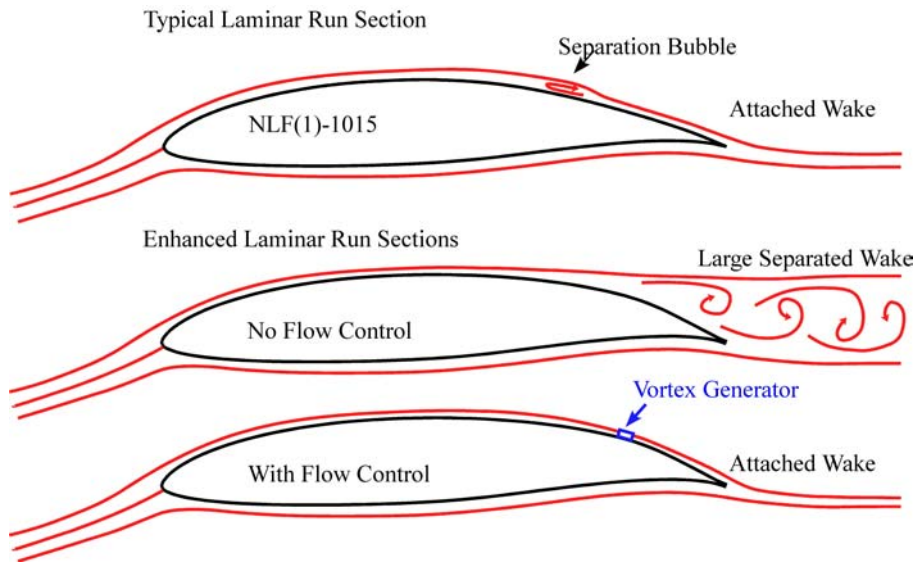 Typical Laminar Run Section
Separation Bubble
NLF(1)-1015
Attached Wake
Enhanced Laminar Run Sections
Large Separated Wake
No Flow Control
Vortex Generator
With Flow Control
Attached Wake